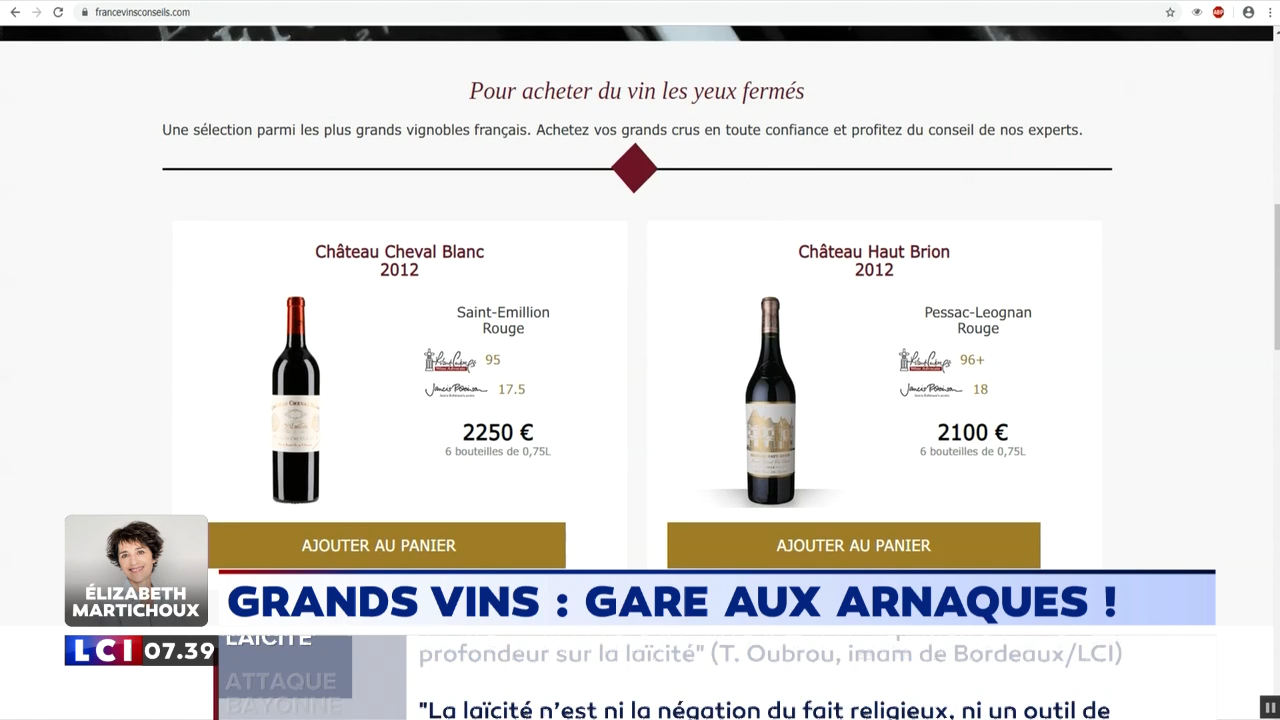 francevinsconseils.com
ABP
Pour acheter du vin les yeux fermés
Une sélection parmi les plus grands vignobles français. Achetez vos grands crus en toute confiance et profitez du conseil de nos experts.
Château Cheval Blanc
2012
Saint-Emillion
Rouge
95
Jancis Robinson
17.5
2250 €
6 bouteilles de 0,75L
AJOUTER AU PANIER
Château Haut Brion
2012
Pessac-Leognan
Rouge
96+
Jancis Robinson
18
2100 €
6 bouteilles de 0,75L
AJOUTER AU PANIER
ÉLIZABETH
MARTICHOUX
GRANDS VINS : GARE AUX ARNAQUES !
LCI 07.39
LAÏCITÉ
ATTAQUE
BAYONNE
profondeur sur la laïcité" (T. Oubrou, imam de Bordeaux/LCI)
"La laïcité n'est ni la négation du fait religieux, ni un outil de